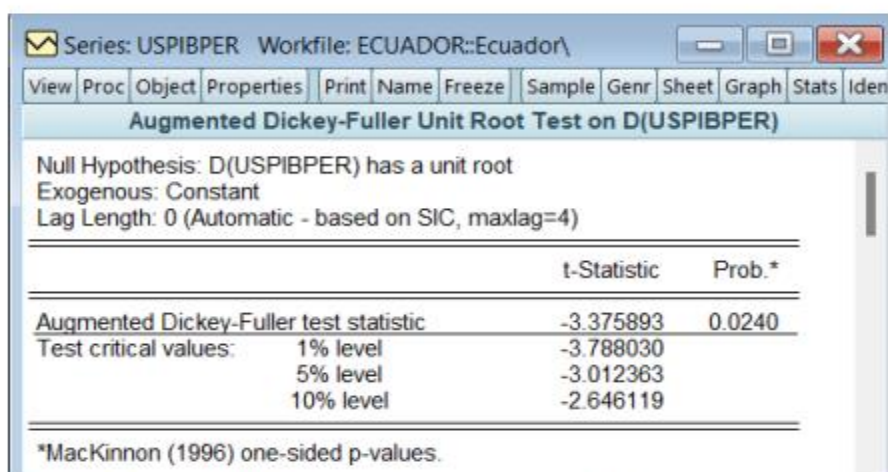 Series: USPIBPER Workfile: ECUADOR::Ecuador\
View Proc Object Properties Print Name Freeze Sample Genr Sheet Graph Stats Iden
Augmented Dickey-Fuller Unit Root Test on D(USPIBPER)
Null Hypothesis: D(USPIBPER) has a unit root
Exogenous: Constant
Lag Length: 0 (Automatic - based on SIC, maxlag=4)
t-Statistic Prob.*
Augmented Dickey-Fuller test statistic -3.375893 0.0240
Test critical values: 1% level -3.788030
5% level -3.012363
10% level -2.646119
*MacKinnon (1996) one-sided p-values.